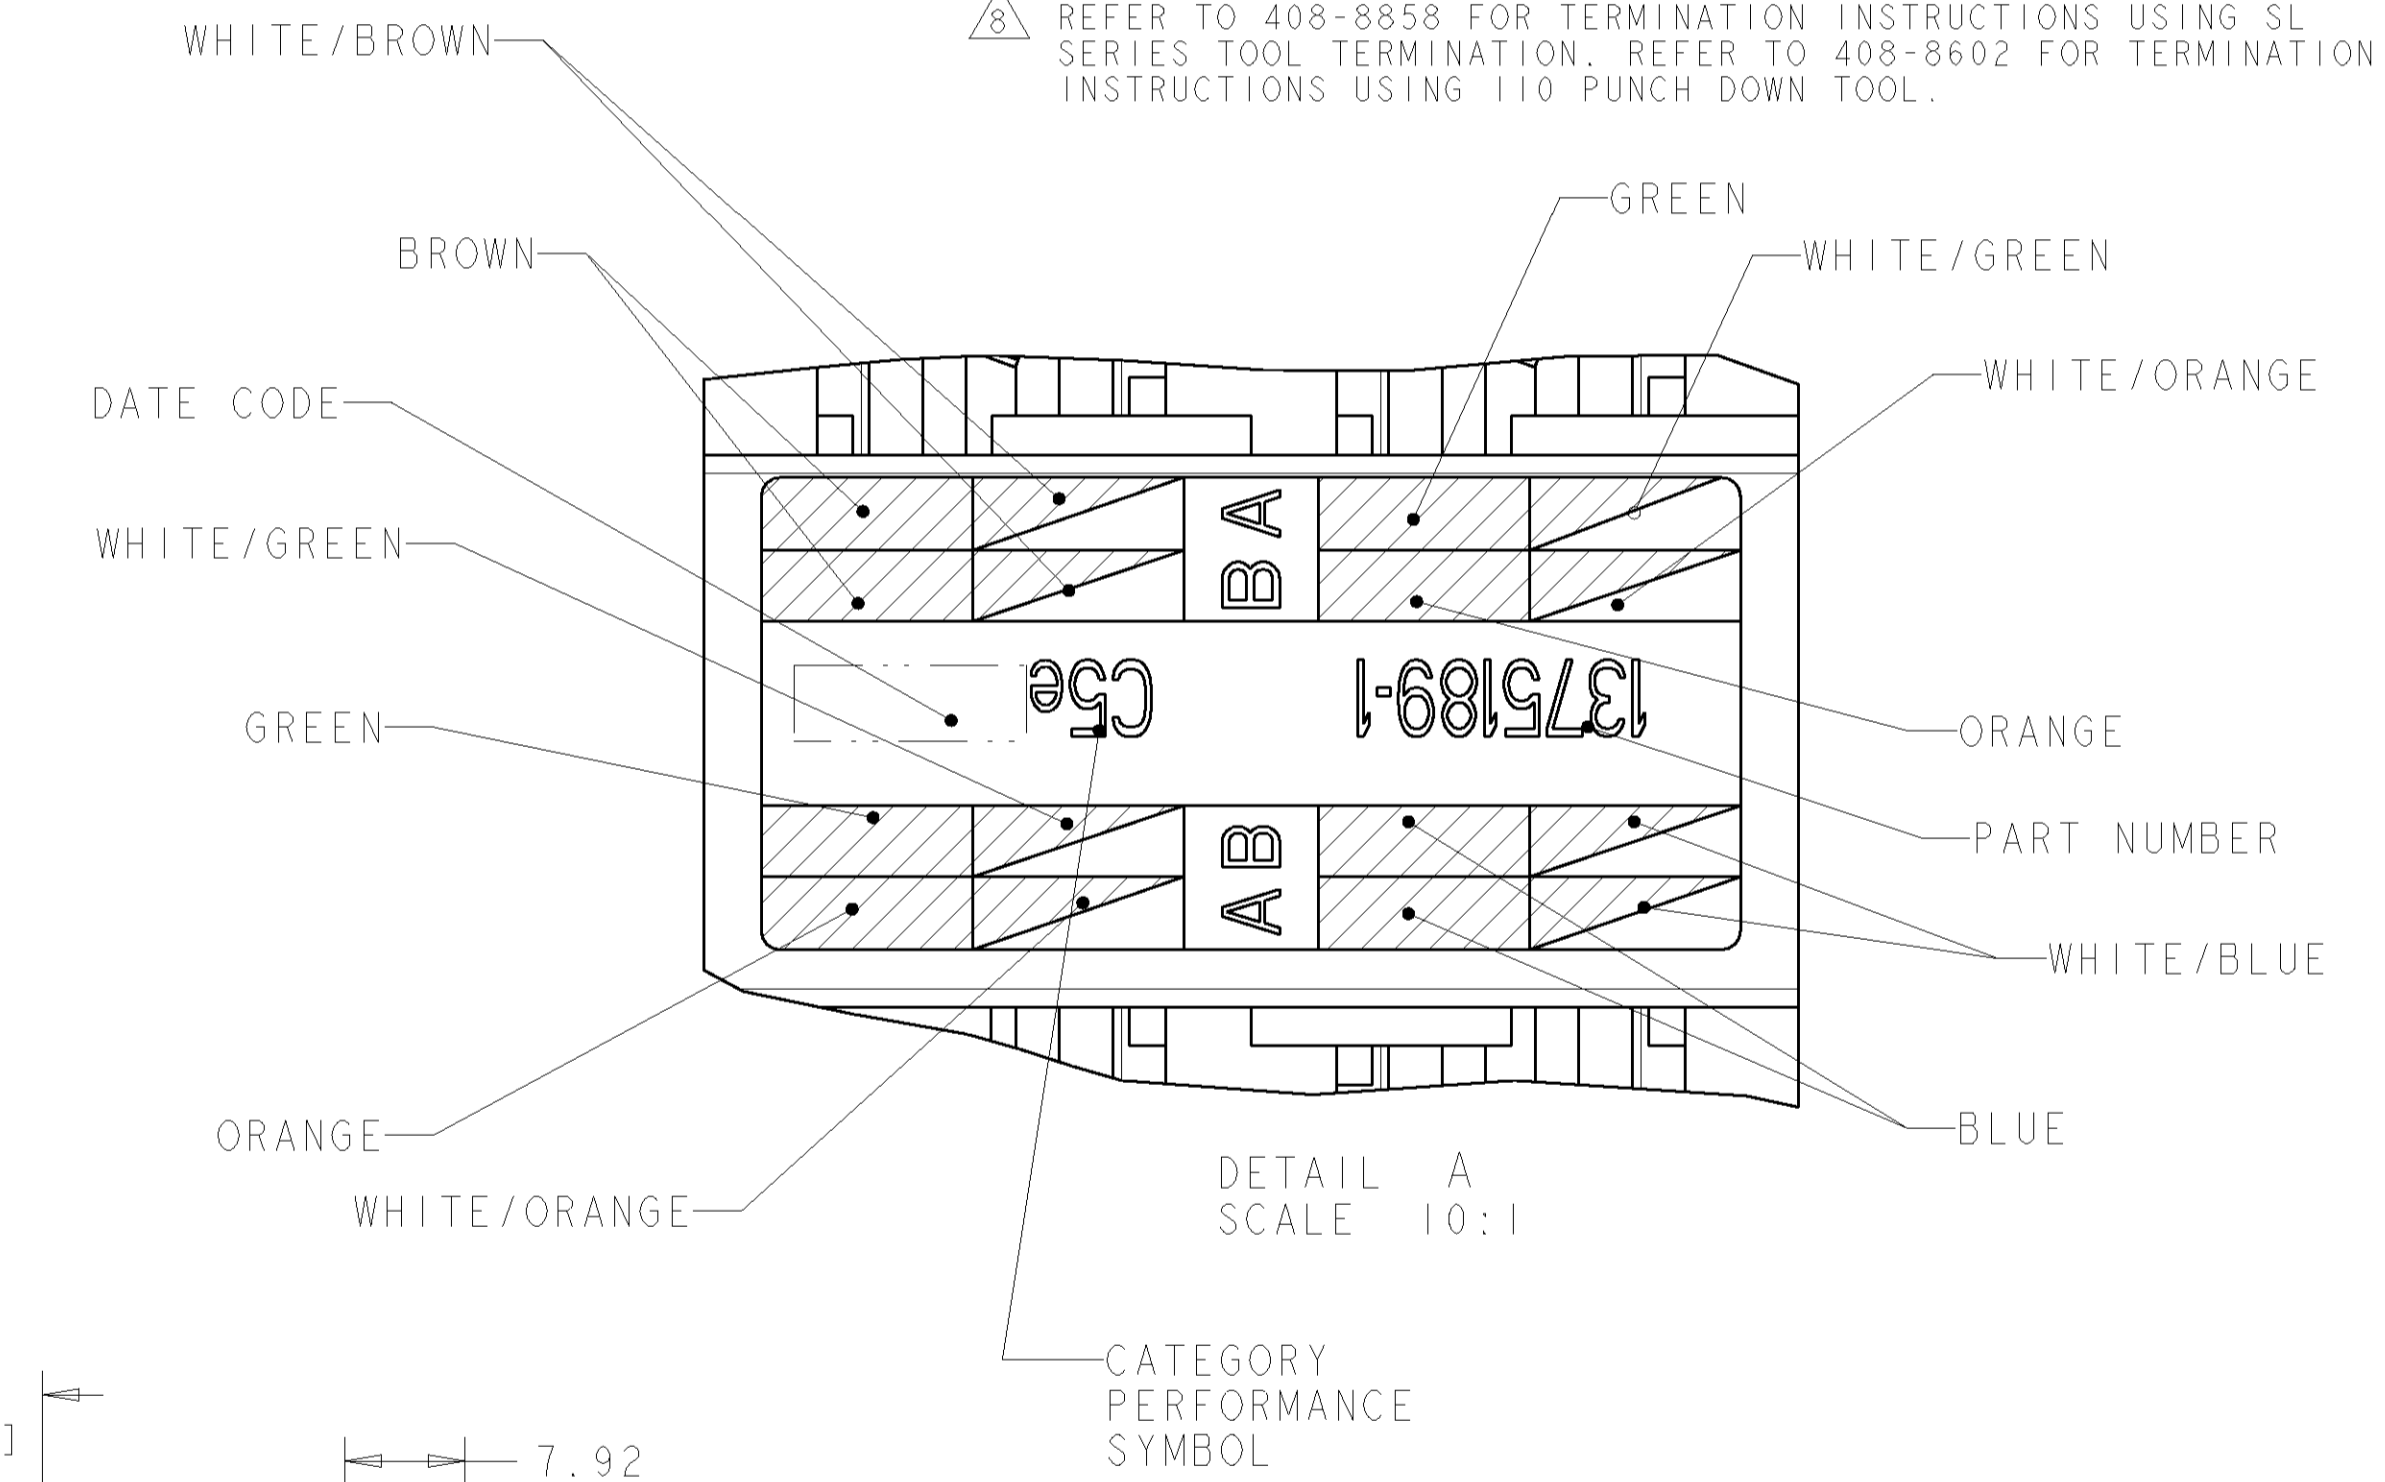 8 REFER TO 408-8858 FOR TERMINATION INSTRUCTIONS USING SL
SERIES TOOL TERMINATION. REFER TO 408-8602 FOR TERMINATION
INSTRUCTIONS USING 110 PUNCH DOWN TOOL.
WHITE/BROWN
GREEN
BROWN
WHITE/GREEN
WHITE/ORANGE
DATE CODE
WHITE/GREEN
B A
C5e
1375189-1
GREEN
ORANGE
PART NUMBER
A B
WHITE/BLUE
ORANGE
BLUE
WHITE/ORANGE
DETAIL A
SCALE 10:1
CATEGORY
PERFORMANCE
SYMBOL
]
7.92